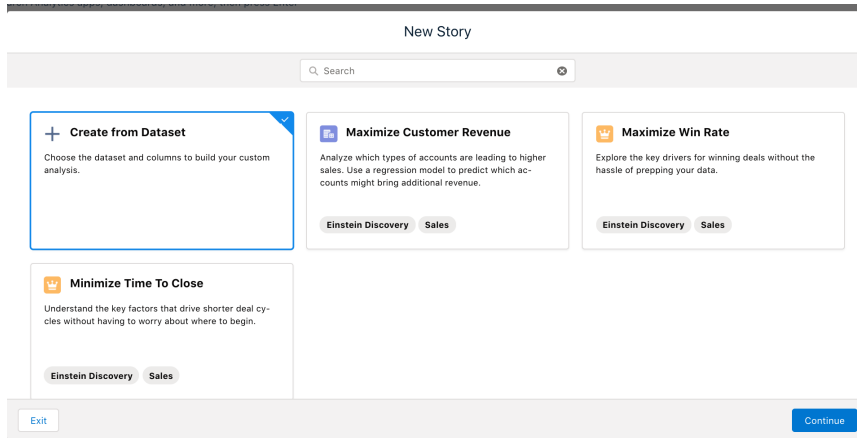 New Story
Search
Create from Dataset
Choose the dataset and columns to build your custom
analysis.
Maximize Customer Revenue
Analyze which types of accounts are leading to higher
sales. Use a regression model to predict which ac-
counts might bring additional revenue.
Einstein Discovery Sales
Maximize Win Rate
Explore the key drivers for winning deals without the
hassle of prepping your data.
Einstein Discovery Sales
Minimize Time To Close
Understand the key factors that drive shorter deal cy-
cles without having to worry about where to begin.
Einstein Discovery Sales
Exit
Continue